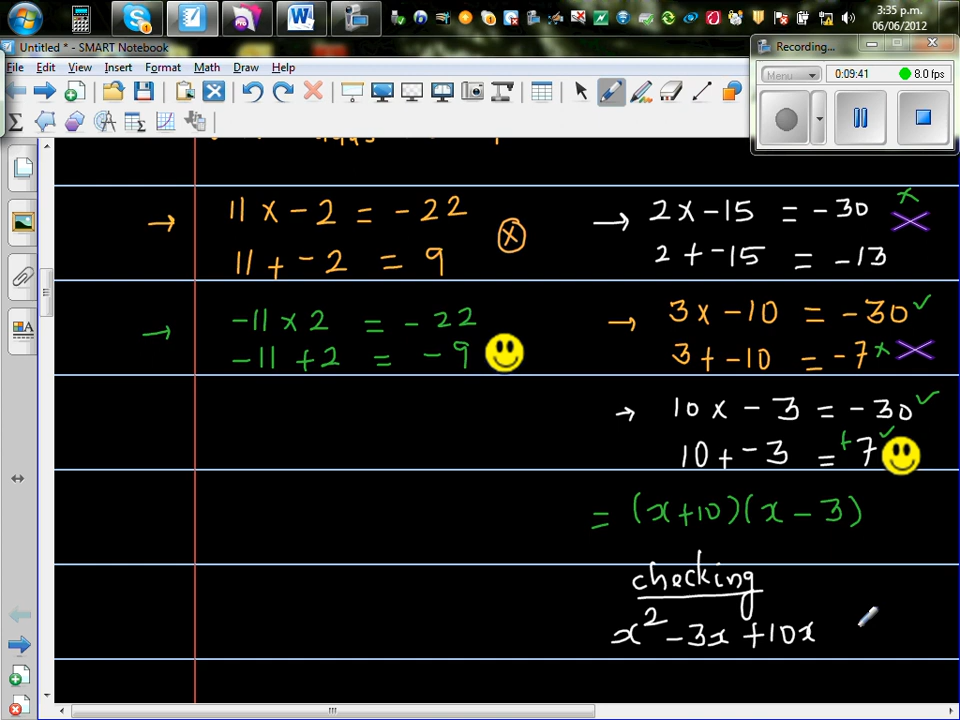 3:35 p.m.
06/06/2012
Untitled * - SMART Notebook
File Edit View Insert Format Math Draw Help
Recording...
Menu
0:09:41
8.0 fps
→ 11 x -2 = -22 ⓧ
11 + -2 = 9
→ -11 x 2 = -22
-11 + 2 = -9
→ 2 x -15 = -30 x
2 + -15 = -13
→ 3 x -10 = -30 ✓
3 + -10 = -7 x
→ 10 x -3 = -30 ✓
10 + -3 = +7 ✓
= (x+10)(x - 3)
checking
x² - 3x + 10x